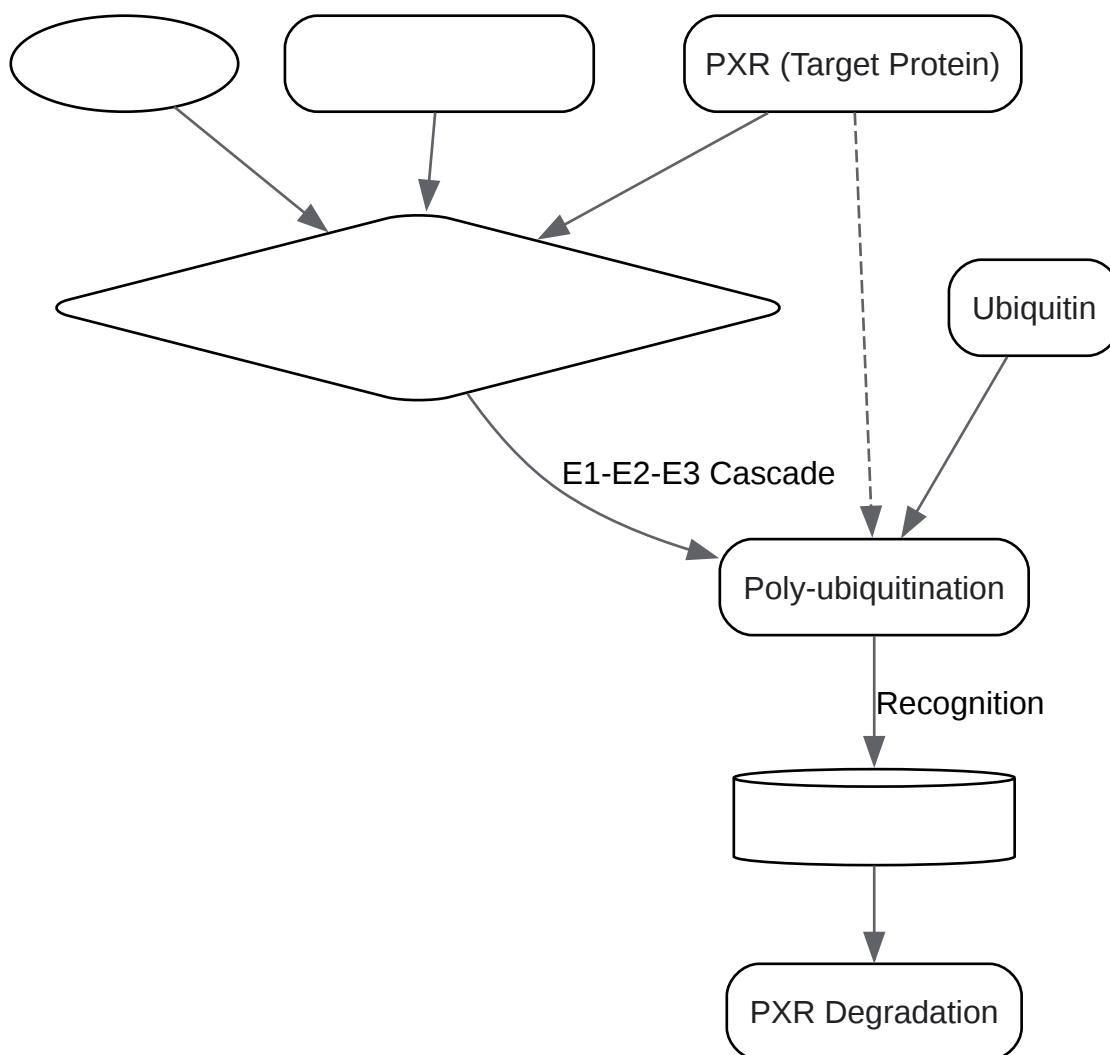 PXR (Target Protein)
Ubiquitin
E1-E2-E3 Cascade
Poly-ubiquitination
Recognition
PXR Degradation